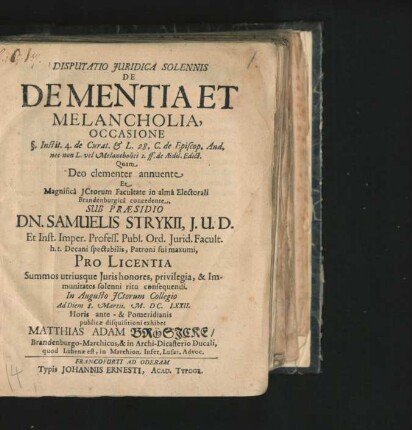 DISPUTATIO JURIDICA SOLENNIS
DE
DEMENTIA ET
MELANCHOLIA,
OCCASIONE
§. Instit. 4. de Curat. & L. 28. C. de Episcop. Aud.
nec non L. vel Melancholici 2. ff. de Ædil. Edict.
Quam
Deo clementer annuente
Et
Magnificâ JCtorum Facultate in almâ Electorali
Brandenburgicâ concedente,
SUB PRÆSIDIO
DN. SAMUELIS STRYKII, J. U. D.
Et Inst. Imper. Profess. Publ. Ord. Jurid. Facult.
h.t. Decani spectabilis, Patroni sui maxumi,
PRO LICENTIA
Summos utriusque Juris honores, privilegia, & Im-
munitates solenni ritu consequendi.
In Augusto JCtorum Collegio
Ad Diem 8. Martii. M. DC. LXXII.
Horis ante- & Pomeridianis
publicæ disquisitioni exhibet
MATTHIAS ADAM
Brandenburgo-Marchicus, & in Archi-Dicasterio Ducali,
quod Lubenæ est, in Marchion. Infer. Lusat. Advoc.
FRANCOFURTI AD ODERAM
Typis JOHANNIS ERNESTI, ACAD. TYPOGR.